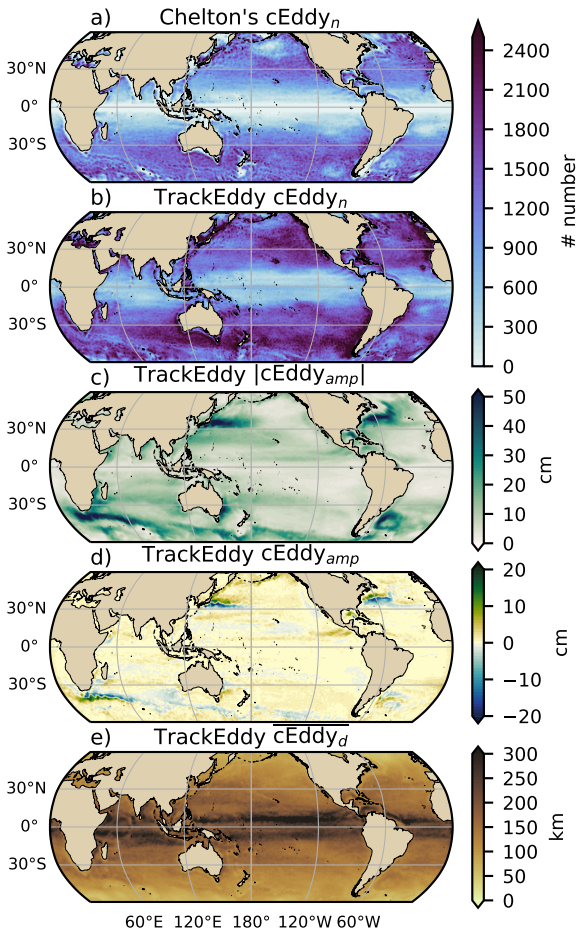 a) Chelton's cEddyₙ
30°N
0°
30°S
2400
2100
1800
1500
1200
900
600
300
0
# number
b) TrackEddy cEddyₙ
30°N
0°
30°S
c) TrackEddy |cEddy_amp|
30°N
0°
30°S
50
40
30
20
10
0
cm
d) TrackEddy cEddy_amp
30°N
0°
30°S
20
10
0
−10
−20
cm
e) TrackEddy c̅E̅d̅d̅y̅_d
30°N
0°
30°S
300
250
200
150
100
50
0
km
60°E 120°E 180° 120°W 60°W